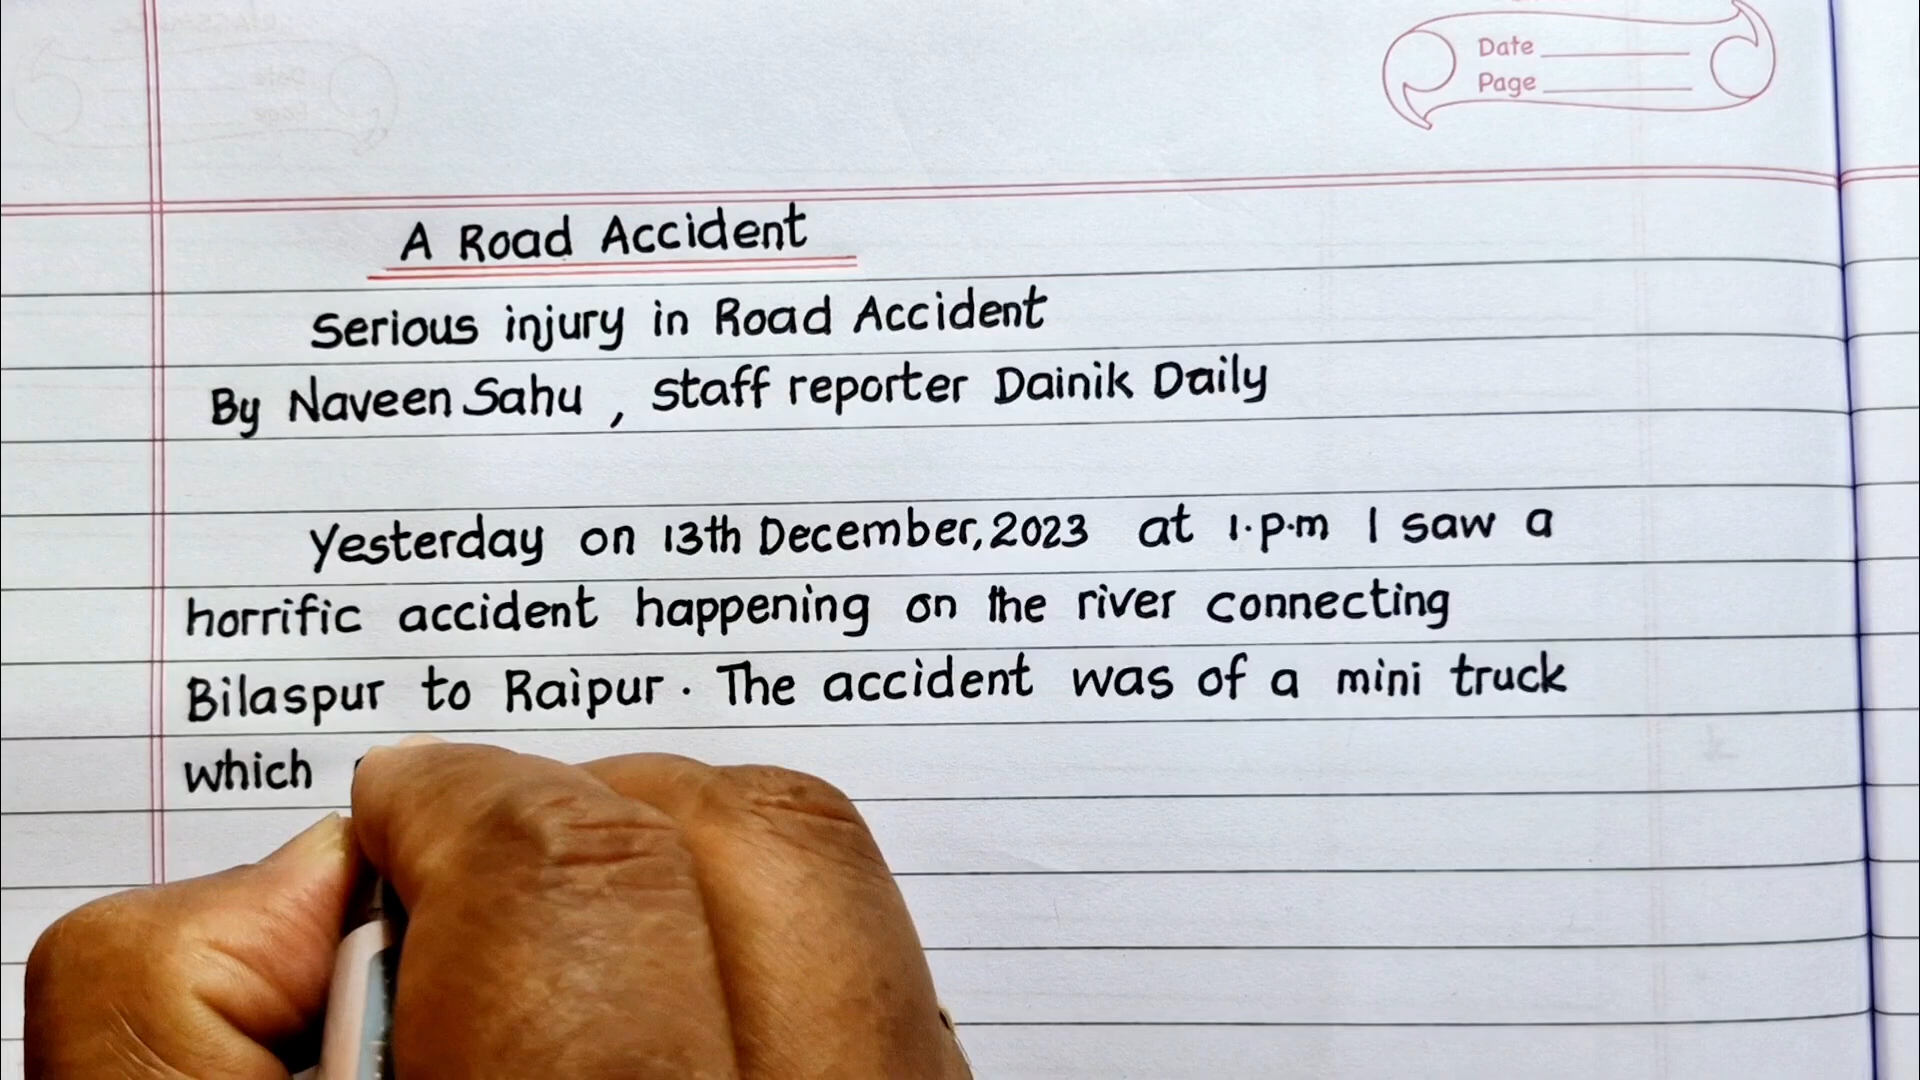 Date
Page
A Road Accident
Serious injury in Road Accident
By Naveen Sahu , staff reporter Dainik Daily
Yesterday on 13th December, 2023 at 1.p.m I saw a
horrific accident happening on the river connecting
Bilaspur to Raipur. The accident was of a mini truck
which